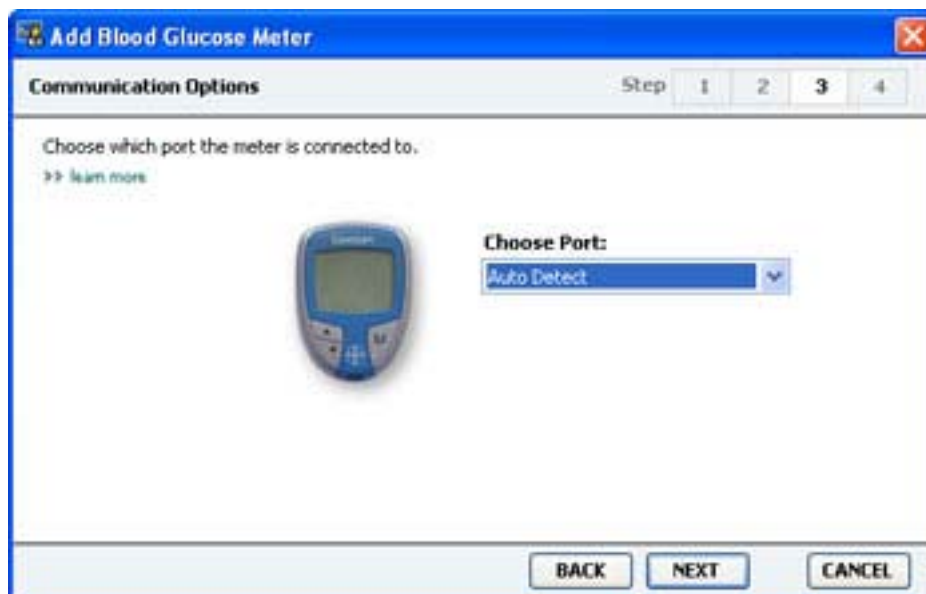 Add Blood Glucose Meter
Communication Options
Step 1 2 3 4
Choose which port the meter is connected to.
>> learn more
Choose Port:
Auto Detect
BACK NEXT CANCEL